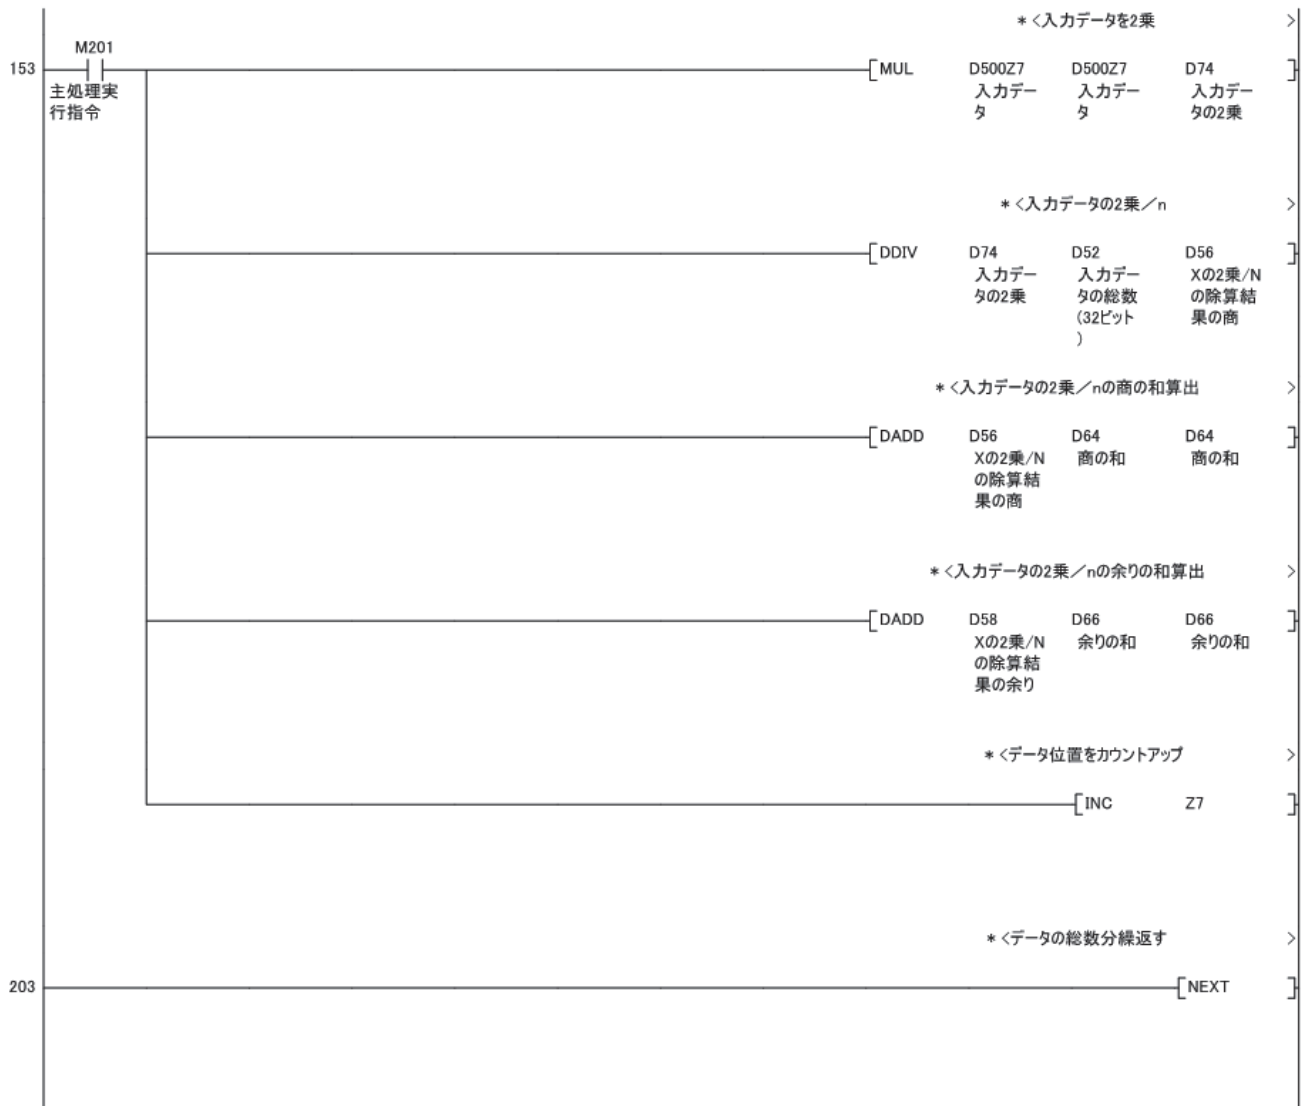 * <入力データを2乗 >
M201
153
[MUL D500Z7 D500Z7 D74 ]
主処理実 入力デー 入力デー 入力デー
行指令 タ タ タの2乗
* <入力データの2乗／n >
[DDIV D74 D52 D56 ]
入力デー 入力デー Xの2乗/N
タの2乗 タの総数 の除算結
(32ビット 果の商
)
* <入力データの2乗／nの商の和算出 >
[DADD D56 D64 D64 ]
Xの2乗/N 商の和 商の和
の除算結
果の商
* <入力データの2乗／nの余りの和算出 >
[DADD D58 D66 D66 ]
Xの2乗/N 余りの和 余りの和
の除算結
果の余り
* <データ位置をカウントアップ >
[INC Z7 ]
* <データの総数分繰返す >
203 [NEXT ]